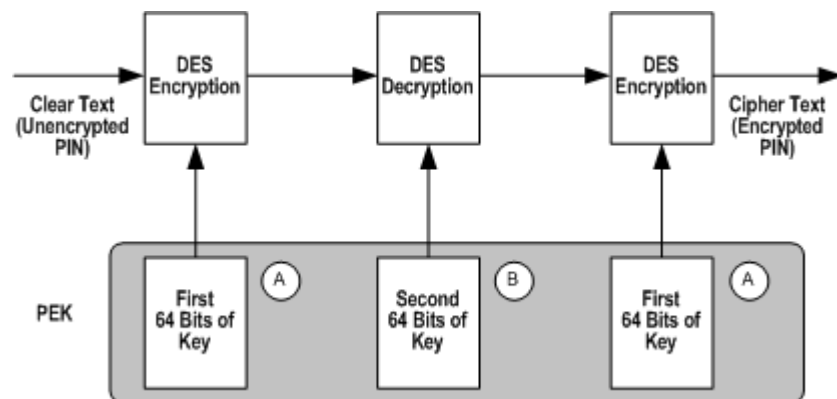 DES
Encryption
DES
Decryption
DES
Encryption
Clear Text
(Unencrypted
PIN)
Cipher Text
(Encrypted
PIN)
PEK
First
64 Bits of
Key
A
Second
64 Bits of
Key
B
First
64 Bits of
Key
A